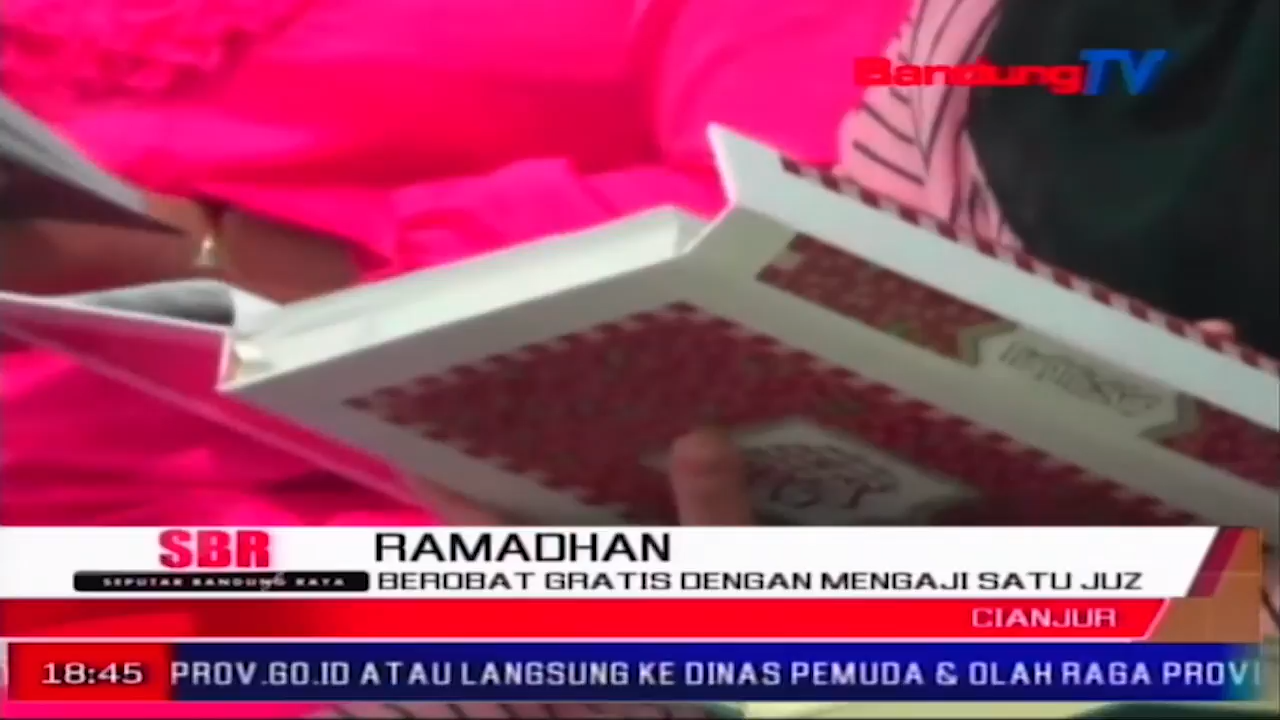 BandungTV
SBR
SEPUTAR BANDUNG RAYA
RAMADHAN
BEROBAT GRATIS DENGAN MENGAJI SATU JUZ
CIANJUR
18:45
PROV.GO.ID ATAU LANGSUNG KE DINAS PEMUDA & OLAH RAGA PROVI